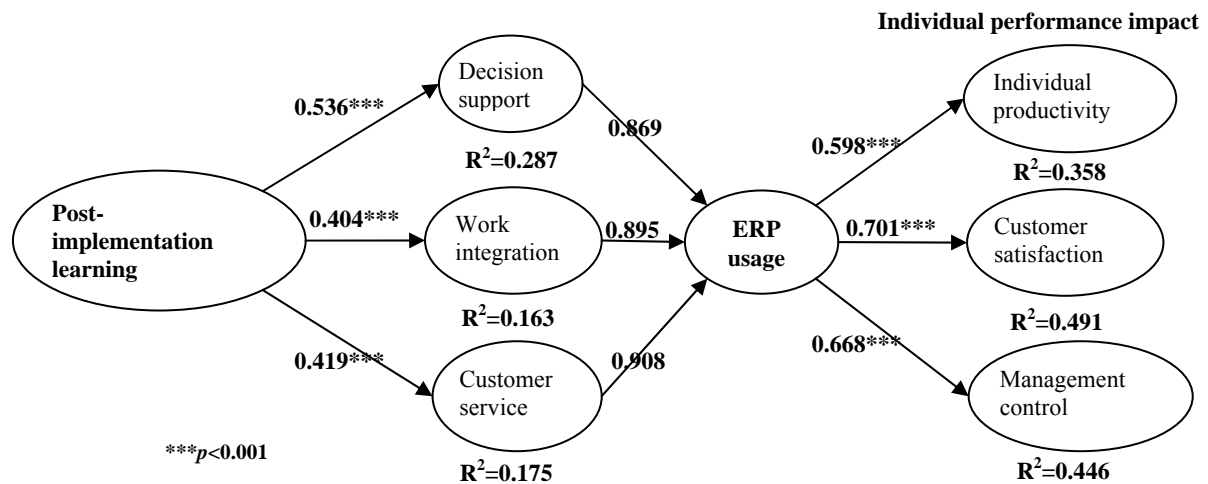 Individual performance impact
Decision
support
0.536***
R²=0.287
0.869
Individual
productivity
0.598***
R²=0.358
Post-
implementation
learning
0.404***
Work
integration
R²=0.163
0.895
ERP
usage
0.701***
Customer
satisfaction
R²=0.491
0.419***
Customer
service
R²=0.175
0.908
0.668***
Management
control
R²=0.446
***p<0.001